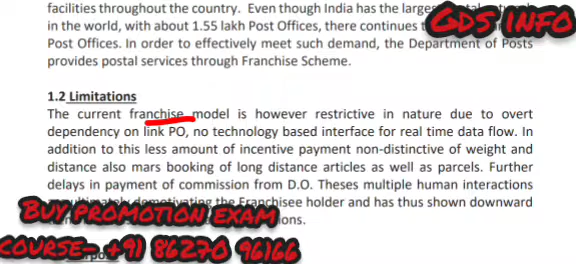 facilities throughout the country. Even though India has the large
GDS INFO
in the world, with about 1.55 lakh Post Offices, there continues
Post Offices. In order to effectively meet such demand, the Department of Posts
provides postal services through Franchise Scheme.
1.2 Limitations
The current franchise model is however restrictive in nature due to overt
dependency on link PO, no technology based interface for real time data flow. In
addition to this less amount of incentive payment non-distinctive of weight and
distance also mars booking of long distance articles as well as parcels. Further
delays in payment of commission from D.O. Theses multiple human interactions
the Franchisee holder and has thus shown downward
BUY PROMOTION EXAM
COURSE- +91 86270 96166